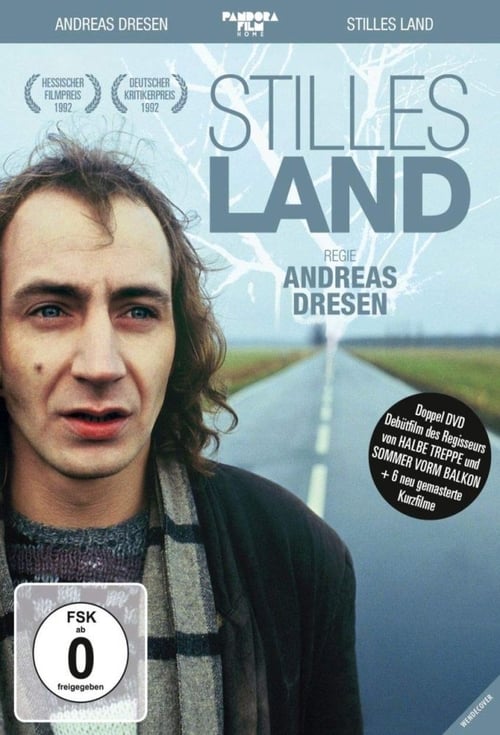 ANDREAS DRESEN
PANDORA
FILM
HOME
STILLES LAND
HESSISCHER
FILMPREIS
1992
DEUTSCHER
KRITIKERPREIS
1992
STILLES
LAND
REGIE
ANDREAS
DRESEN
Doppel DVD
Debütfilm des Regisseurs
von HALBE TREPPE und
SOMMER VORM BALKON
+ 6 neu gemasterte
Kurzfilme
FSK
ab
0
freigegeben
WENDECOVER